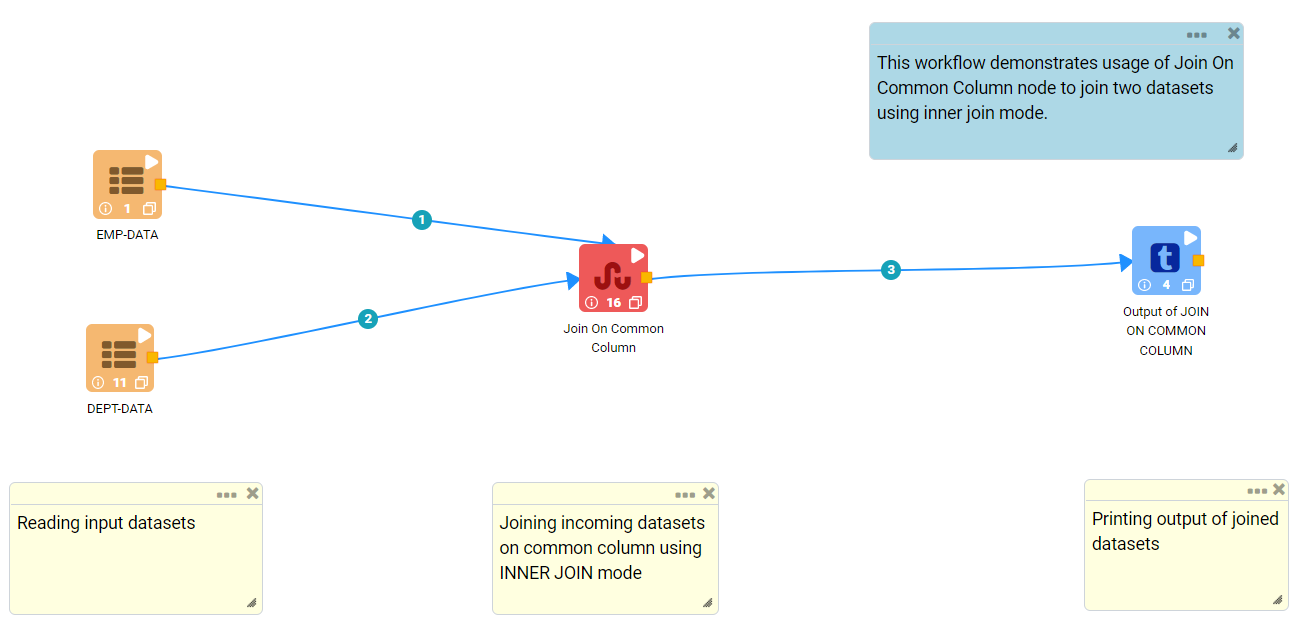 This workflow demonstrates usage of Join On
Common Column node to join two datasets
using inner join mode.
1
EMP-DATA
1
2
11
DEPT-DATA
16
Join On Common
Column
3
t
4
Output of JOIN
ON COMMON
COLUMN
Reading input datasets
Joining incoming datasets
on common column using
INNER JOIN mode
Printing output of joined
datasets